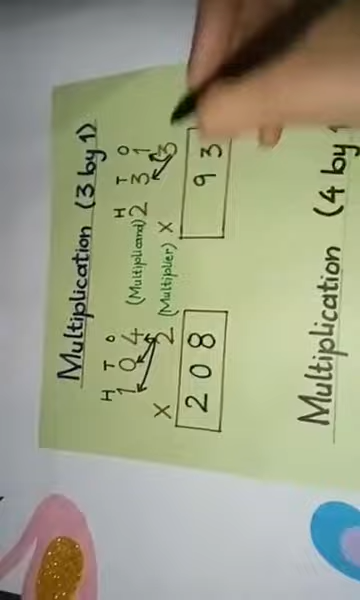 Multiplication (3 by 1)
H T O
1 0 4
× 2
2 0 8
H T O
(Multiplicand) 2 3 1
(Multiplier) × 3
9 3
Multiplication (4 by